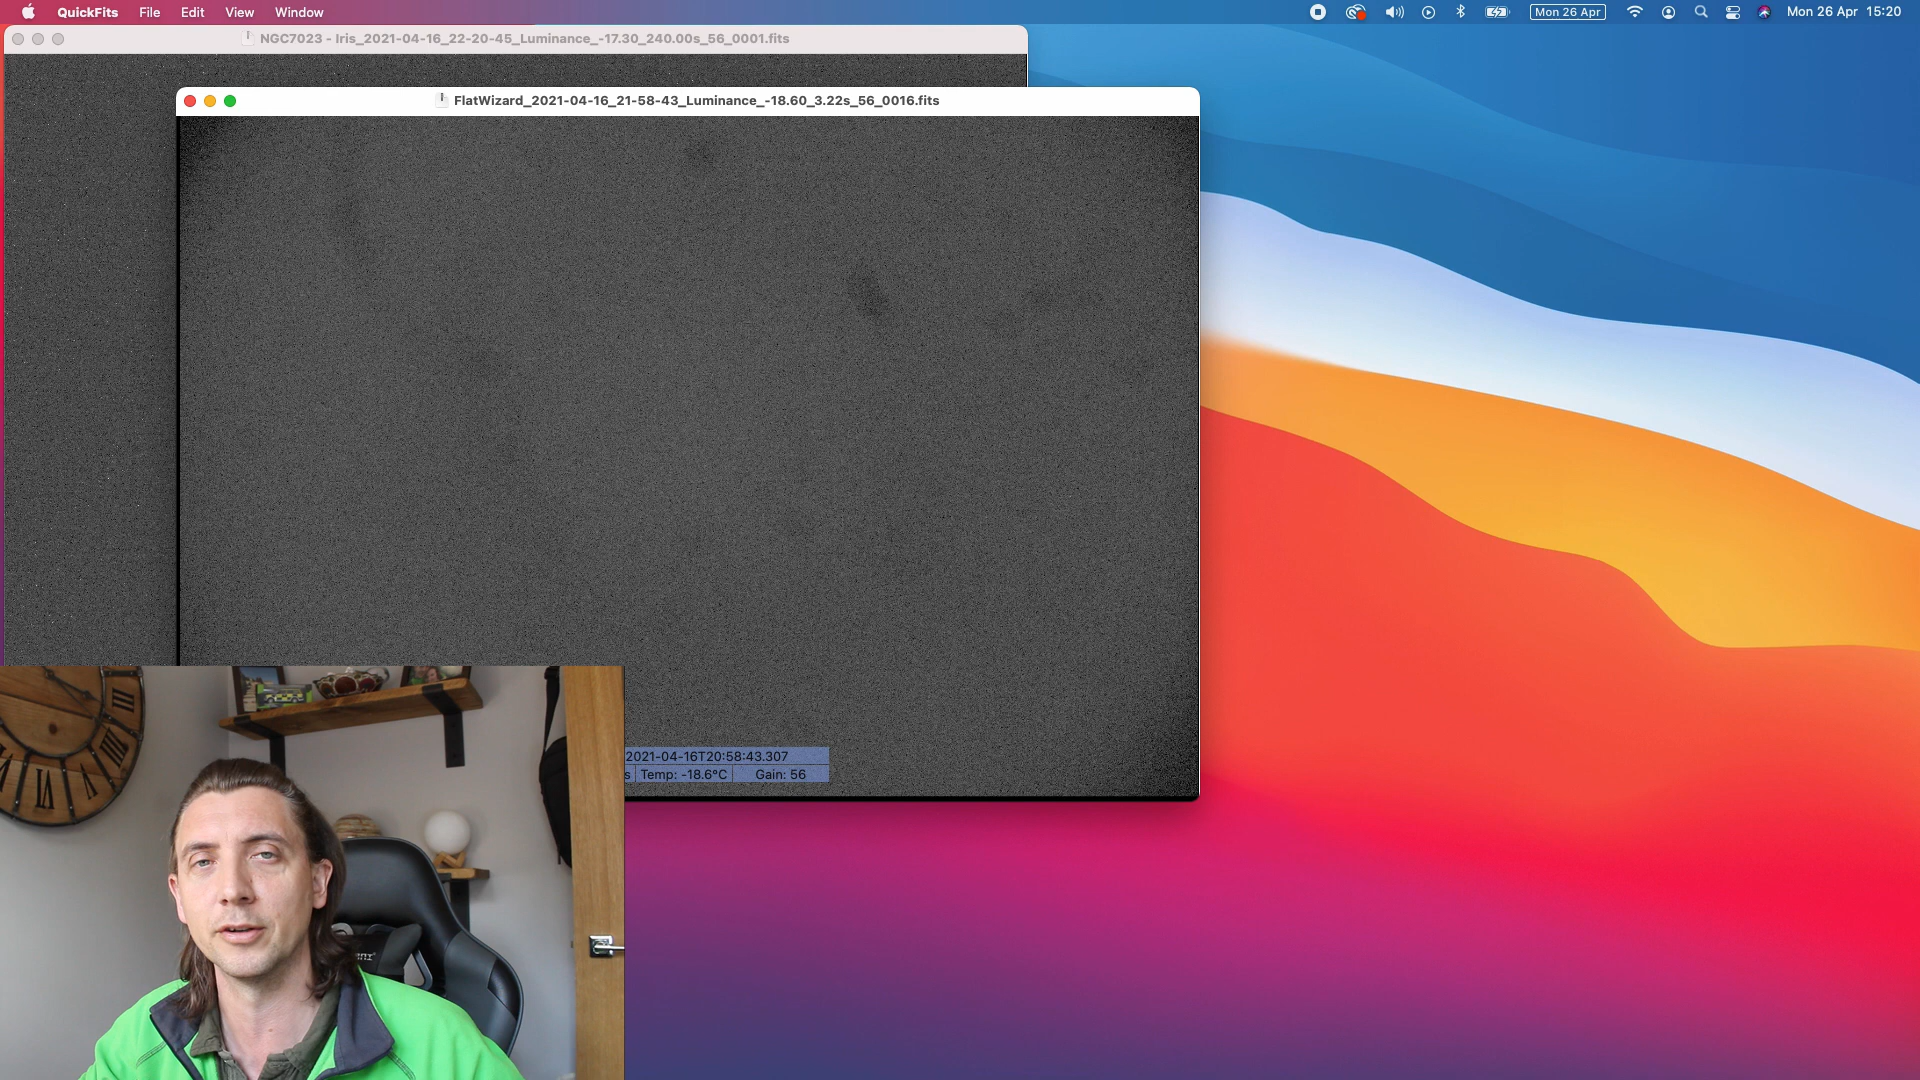 QuickFits File Edit View Window
Mon 26 Apr
Mon 26 Apr 15:20
NGC7023 - Iris_2021-04-16_22-20-45_Luminance_-17.30_240.00s_56_0001.fits
FlatWizard_2021-04-16_21-58-43_Luminance_-18.60_3.22s_56_0016.fits
2021-04-16T20:58:43.307
s Temp: -18.6°C Gain: 56